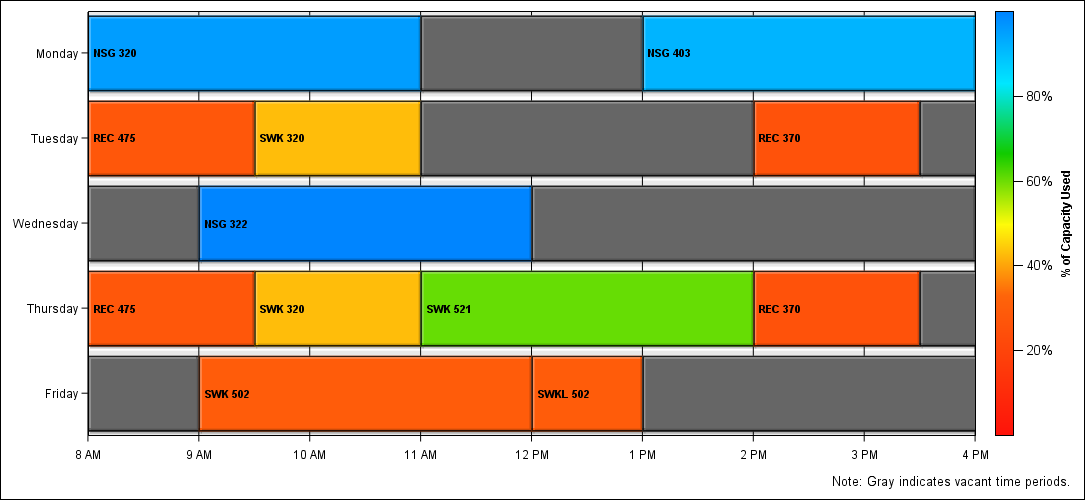 Monday
NSG 320
NSG 403
Tuesday
REC 475
SWK 320
REC 370
Wednesday
NSG 322
Thursday
REC 475
SWK 320
SWK 521
REC 370
Friday
SWK 502
SWKL 502
8 AM
9 AM
10 AM
11 AM
12 PM
1 PM
2 PM
3 PM
4 PM
80%
60%
40%
20%
% of Capacity Used
Note: Gray indicates vacant time periods.